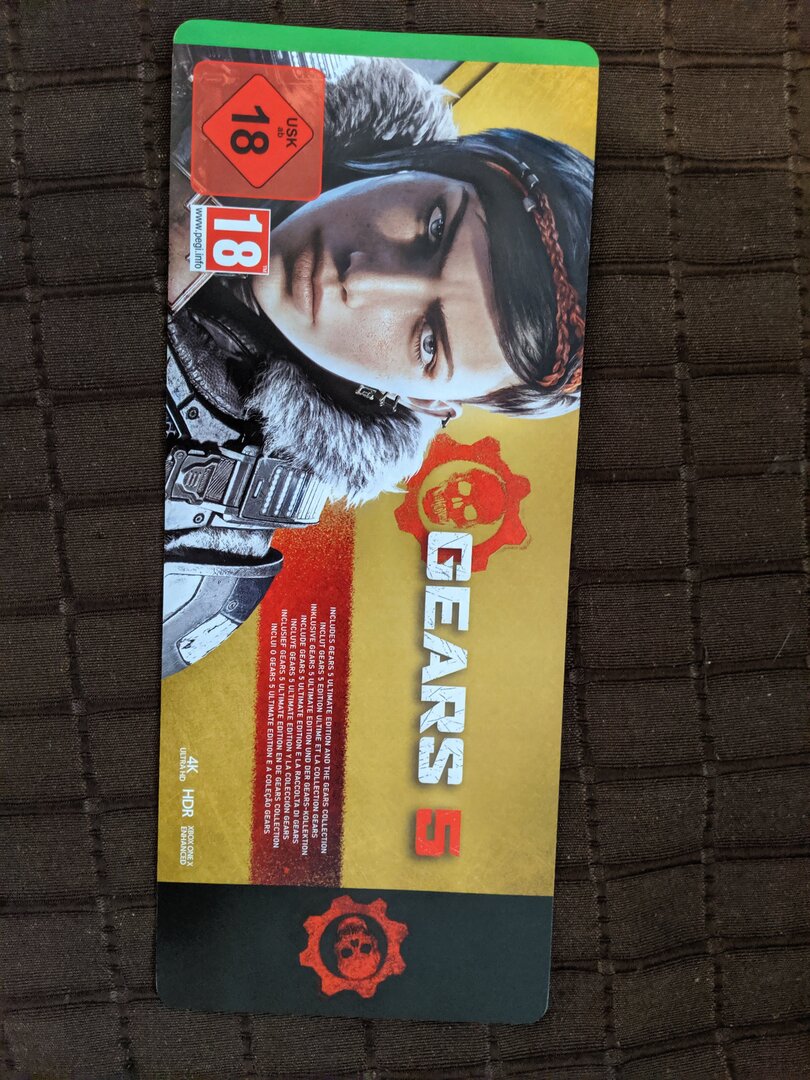 USK
ab
18
18
www.pegi.info
GEARS 5
INCLUDES GEARS 5 ULTIMATE EDITION AND THE GEARS COLLECTION
INCLUT GEARS 5 ÉDITION ULTIME ET LA COLLECTION GEARS
INKLUSIVE GEARS 5 ULTIMATE EDITION UND DER GEARS-KOLLEKTION
INCLUDE GEARS 5 ULTIMATE EDITION E LA RACCOLTA DI GEARS
INCLUYE GEARS 5 ULTIMATE EDITION Y LA COLECCIÓN GEARS
INCLUSIEF GEARS 5 ULTIMATE EDITION EN DE GEARS COLLECTION
INCLUI O GEARS 5 ULTIMATE EDITION E A COLEÇÃO GEARS
4K
ULTRA HD
HDR
XBOX ONE X
ENHANCED